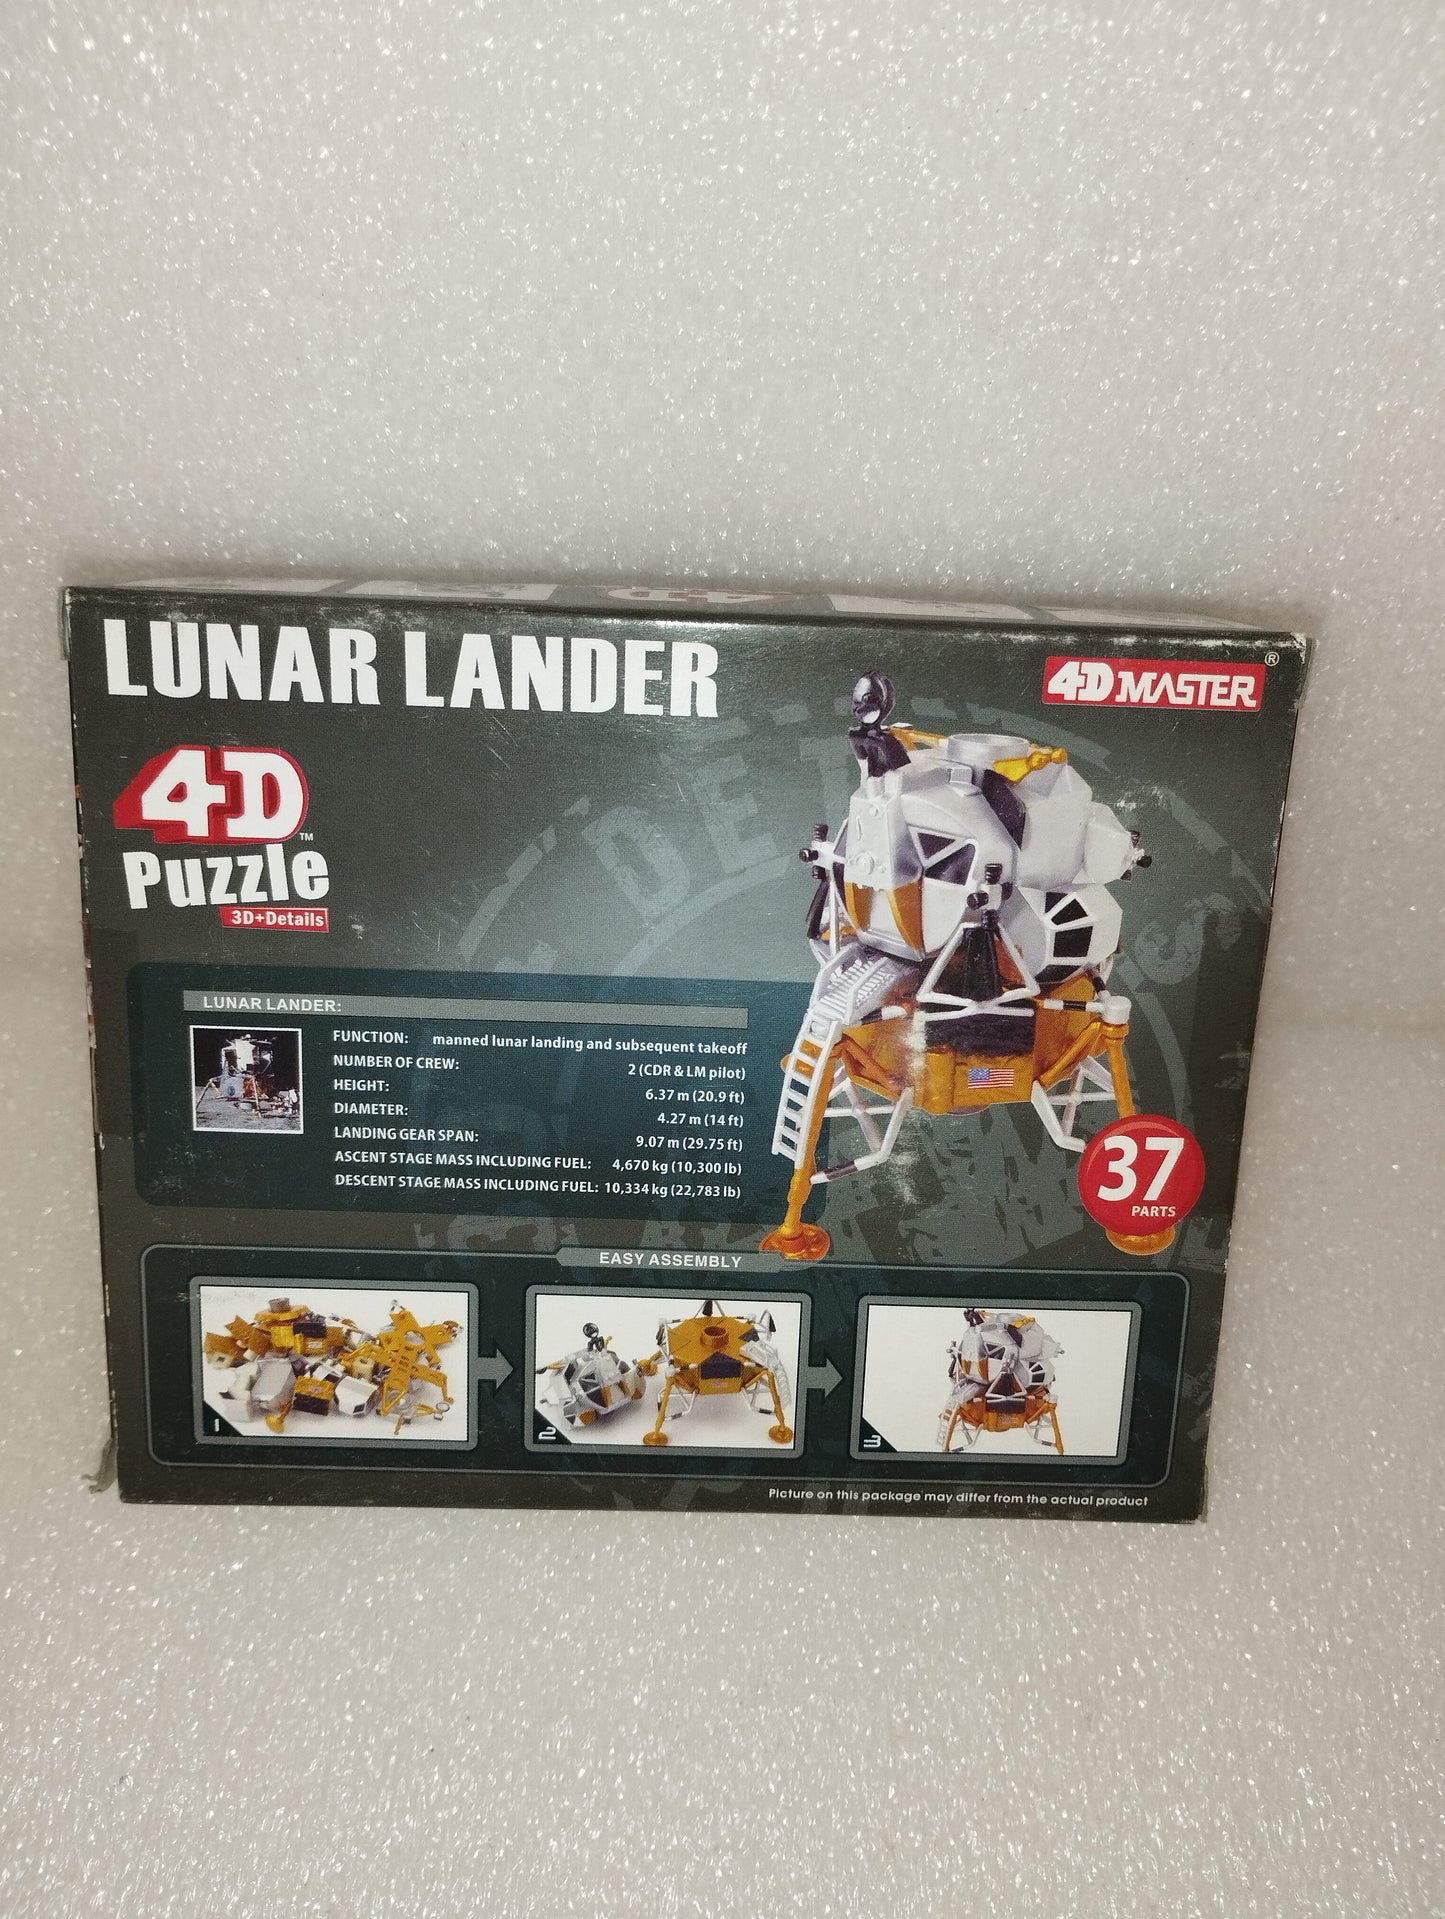 LUNAR LANDER
4D MASTER ®
4D ™
Puzzle
3D+Details
LUNAR LANDER:
FUNCTION: manned lunar landing and subsequent takeoff
NUMBER OF CREW: 2 (CDR & LM pilot)
HEIGHT: 6.37 m (20.9 ft)
DIAMETER: 4.27 m (14 ft)
LANDING GEAR SPAN: 9.07 m (29.75 ft)
ASCENT STAGE MASS INCLUDING FUEL: 4,670 kg (10,300 lb)
DESCENT STAGE MASS INCLUDING FUEL: 10,334 kg (22,783 lb)
37
PARTS
EASY ASSEMBLY
1
2
3
Picture on this package may differ from the actual product